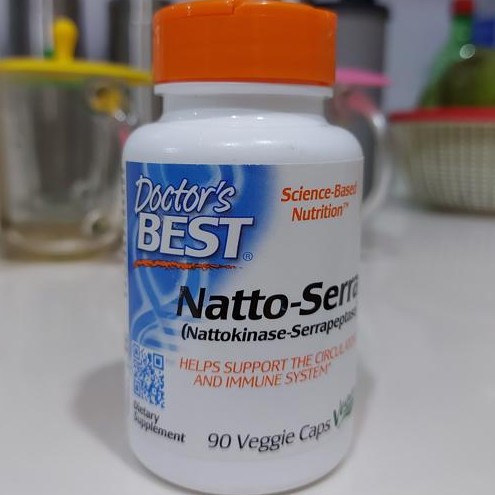 Doctor's
BEST®
Science-Based
Nutrition™
Natto-Serra
(Nattokinase-Serrapeptase
HELPS SUPPORT THE CIRCULATORY
AND IMMUNE SYSTEM*
Dietary
Supplement
90 Veggie Caps